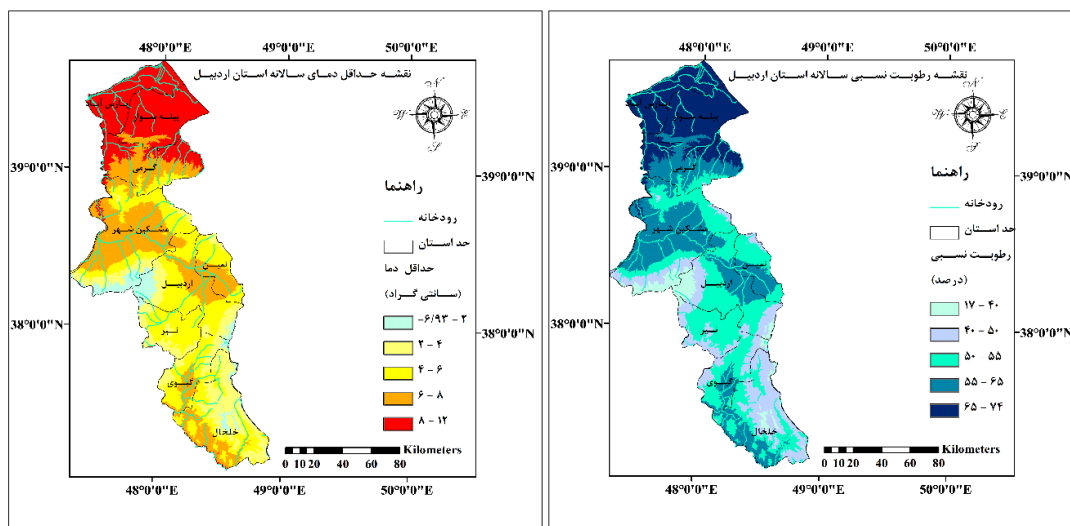 48°0'0"E
49°0'0"E
50°0'0"E
نقشه حداقل دمای سالانه استان اردبیل
N
W
E
S
پارس آباد
بیله سوار
39°0'0"N
39°0'0"N
گرمی
راهنما
رودخانه
حد استان
حداقل دما
(سانتی گراد)
-۶/۹۳ - ۲
۲ - ۴
۴ - ۶
۶ - ۸
۸ - ۱۲
مشگین شهر
نمین
اردبیل
38°0'0"N
38°0'0"N
نیر
گیوی
خلخال
Kilometers
0 10 20 40 60 80
48°0'0"E
49°0'0"E
50°0'0"E
48°0'0"E
49°0'0"E
50°0'0"E
نقشه رطوبت نسبی سالانه استان اردبیل
N
W
E
S
پارس آباد
بیله سوار
39°0'0"N
39°0'0"N
گرمی
راهنما
رودخانه
حد استان
رطوبت نسبی
(درصد)
۱۷ - ۴۰
۴۰ - ۵۰
۵۰ - ۵۵
۵۵ - ۶۵
۶۵ - ۷۴
مشگین شهر
نمین
اردبیل
38°0'0"N
38°0'0"N
نیر
گیوی
خلخال
Kilometers
0 10 20 40 60 80
48°0'0"E
49°0'0"E
50°0'0"E